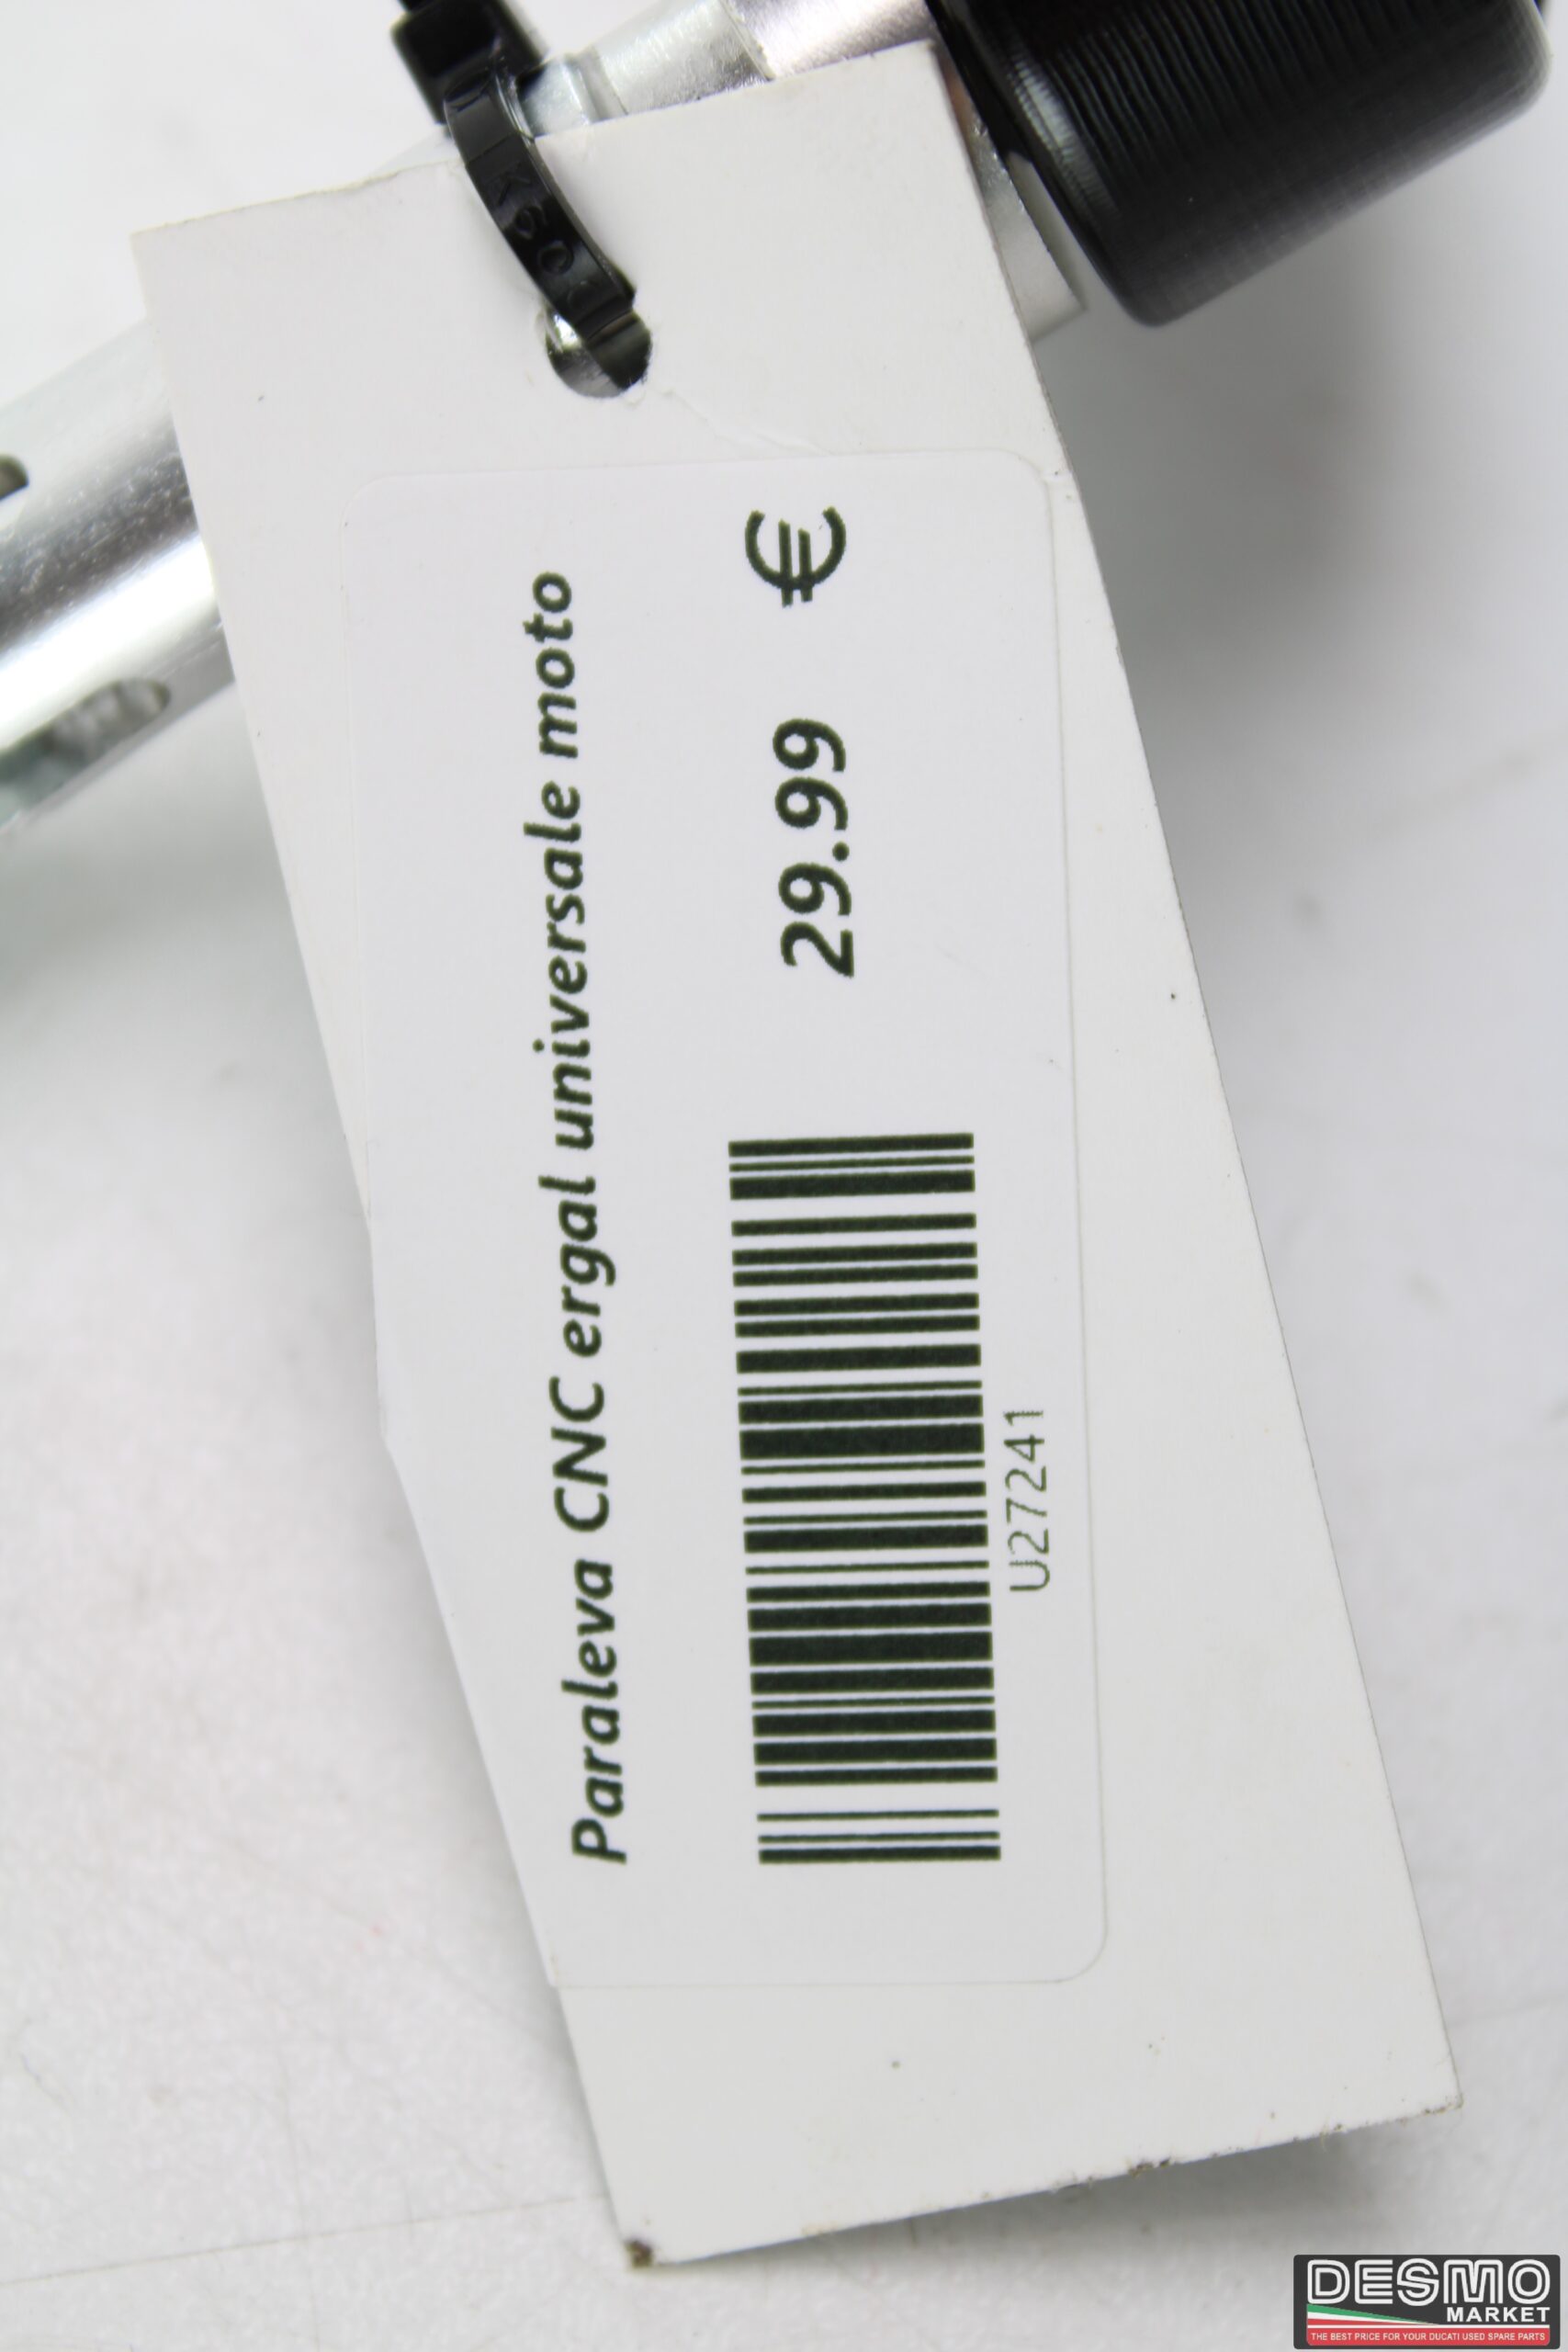 Paraleva CNC ergal universale moto
29.99 €
U27241
DESMO
MARKET
THE BEST PRICE FOR YOUR DUCATI USED SPARE PARTS